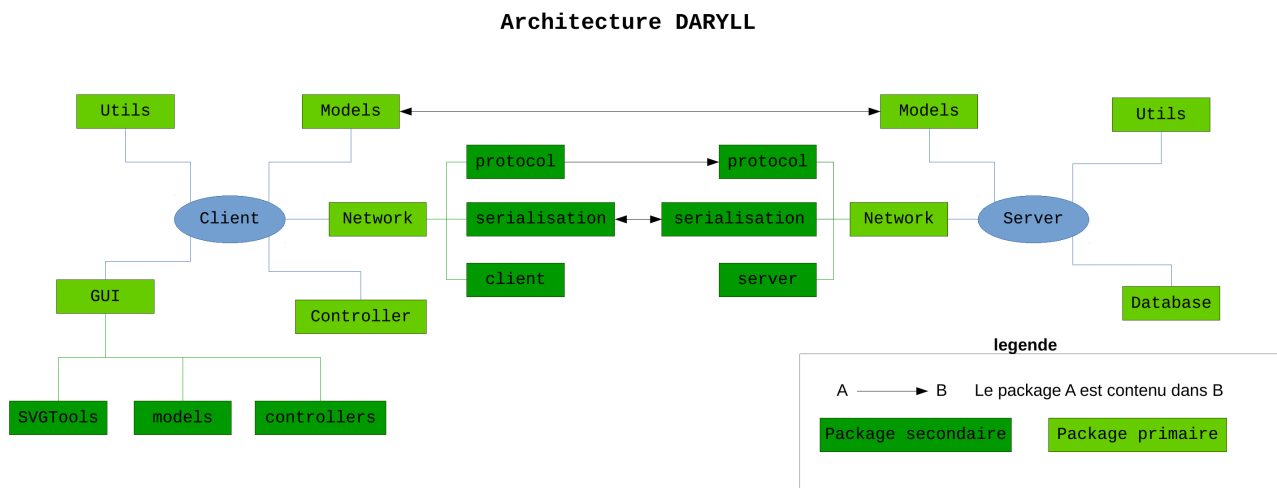 Architecture DARYLL
Utils
Models
Models
Utils
protocol
protocol
Client
Network
serialisation
serialisation
Network
Server
client
server
GUI
Controller
Database
legende
A
B
Le package A est contenu dans B
SVGTools
models
controllers
Package secondaire
Package primaire